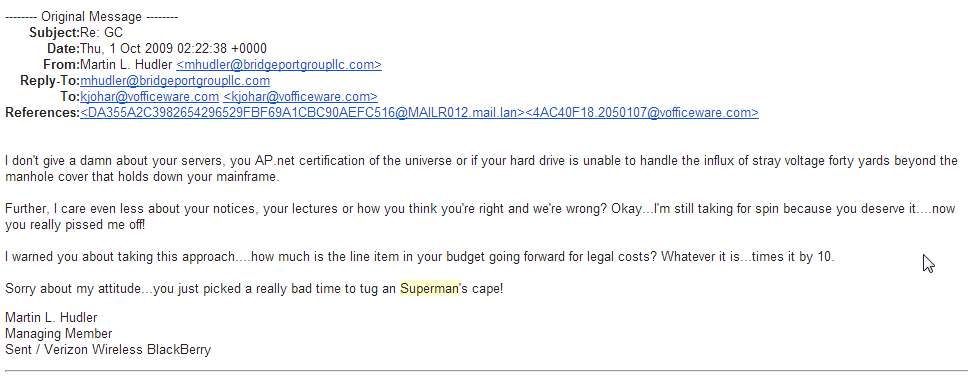 -------- Original Message --------
Subject:Re: GC
Date:Thu, 1 Oct 2009 02:22:38 +0000
From:Martin L. Hudler <mhudler@bridgeportgroupllc.com>
Reply-To:mhudler@bridgeportgroupllc.com
To:kjohar@vofficeware.com <kjohar@vofficeware.com>
References:<DA355A2C3982654296529FBF69A1CBC90AEFC516@MAILR012.mail.lan><4AC40F18.2050107@vofficeware.com>
I don't give a damn about your servers, you AP.net certification of the universe or if your hard drive is unable to handle the influx of stray voltage forty yards beyond the
manhole cover that holds down your mainframe.
Further, I care even less about your notices, your lectures or how you think you're right and we're wrong? Okay...I'm still taking for spin because you deserve it....now
you really pissed me off!
I warned you about taking this approach....how much is the line item in your budget going forward for legal costs? Whatever it is...times it by 10.
Sorry about my attitude...you just picked a really bad time to tug an Superman's cape!
Martin L. Hudler
Managing Member
Sent / Verizon Wireless BlackBerry